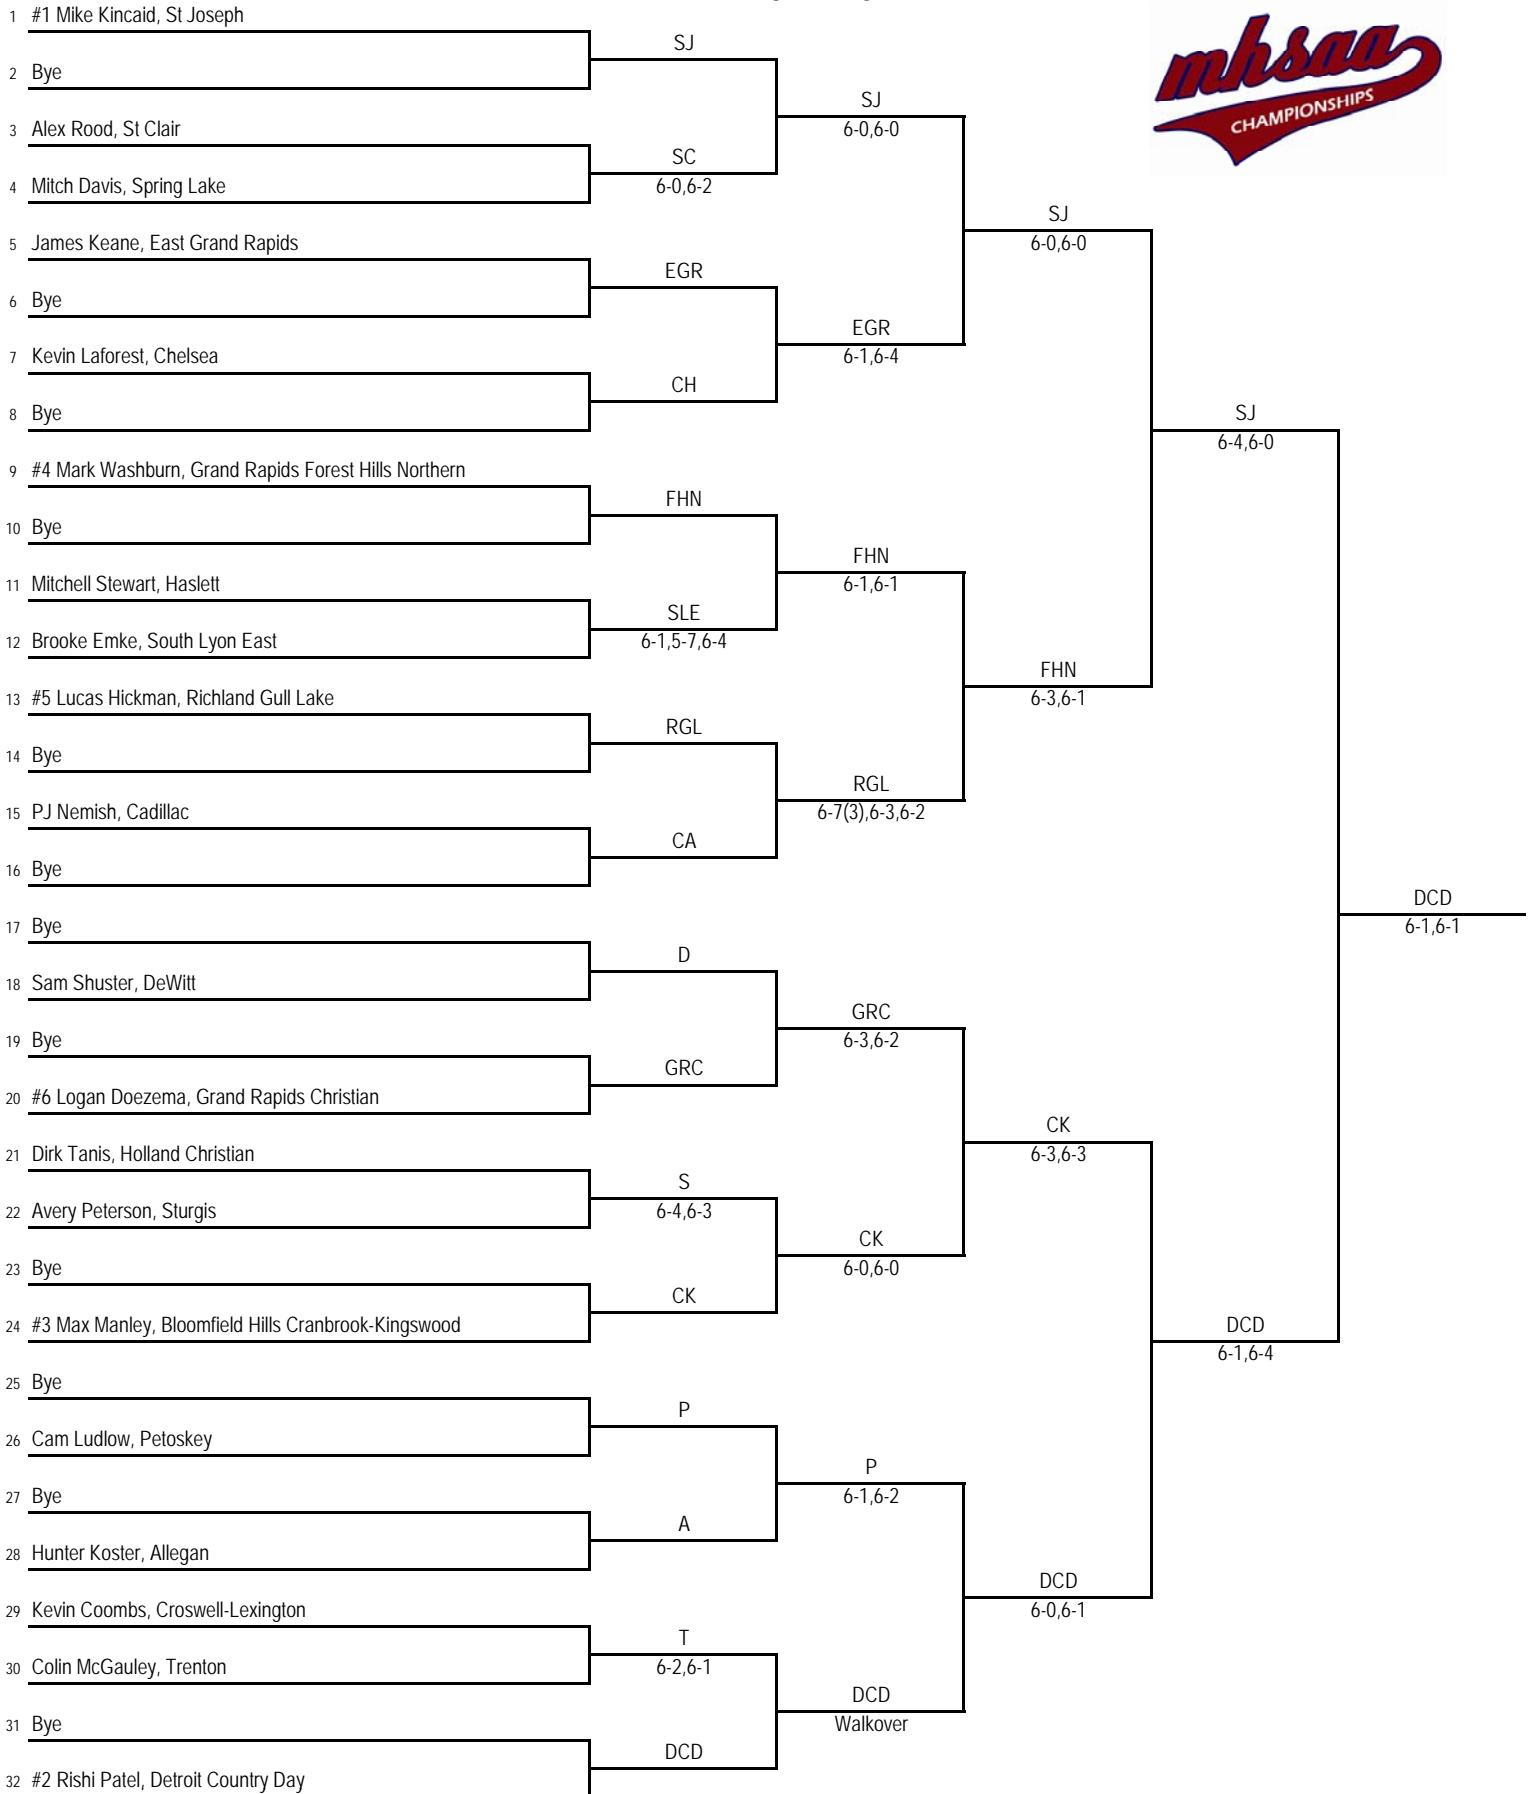 mhsaa
CHAMPIONSHIPS
1 #1 Mike Kincaid, St Joseph
2 Bye
3 Alex Rood, St Clair
4 Mitch Davis, Spring Lake
5 James Keane, East Grand Rapids
6 Bye
7 Kevin Laforest, Chelsea
8 Bye
9 #4 Mark Washburn, Grand Rapids Forest Hills Northern
10 Bye
11 Mitchell Stewart, Haslett
12 Brooke Emke, South Lyon East
13 #5 Lucas Hickman, Richland Gull Lake
14 Bye
15 PJ Nemish, Cadillac
16 Bye
17 Bye
18 Sam Shuster, DeWitt
19 Bye
20 #6 Logan Doezema, Grand Rapids Christian
21 Dirk Tanis, Holland Christian
22 Avery Peterson, Sturgis
23 Bye
24 #3 Max Manley, Bloomfield Hills Cranbrook-Kingswood
25 Bye
26 Cam Ludlow, Petoskey
27 Bye
28 Hunter Koster, Allegan
29 Kevin Coombs, Croswell-Lexington
30 Colin McGauley, Trenton
31 Bye
32 #2 Rishi Patel, Detroit Country Day
SJ
SC
6-0,6-2
EGR
CH
FHN
SLE
6-1,5-7,6-4
RGL
CA
D
GRC
S
6-4,6-3
CK
P
A
T
6-2,6-1
DCD
SJ
6-0,6-0
EGR
6-1,6-4
FHN
6-1,6-1
RGL
6-7(3),6-3,6-2
GRC
6-3,6-2
CK
6-0,6-0
P
6-1,6-2
DCD
Walkover
SJ
6-0,6-0
FHN
6-3,6-1
CK
6-3,6-3
DCD
6-0,6-1
SJ
6-4,6-0
DCD
6-1,6-4
DCD
6-1,6-1